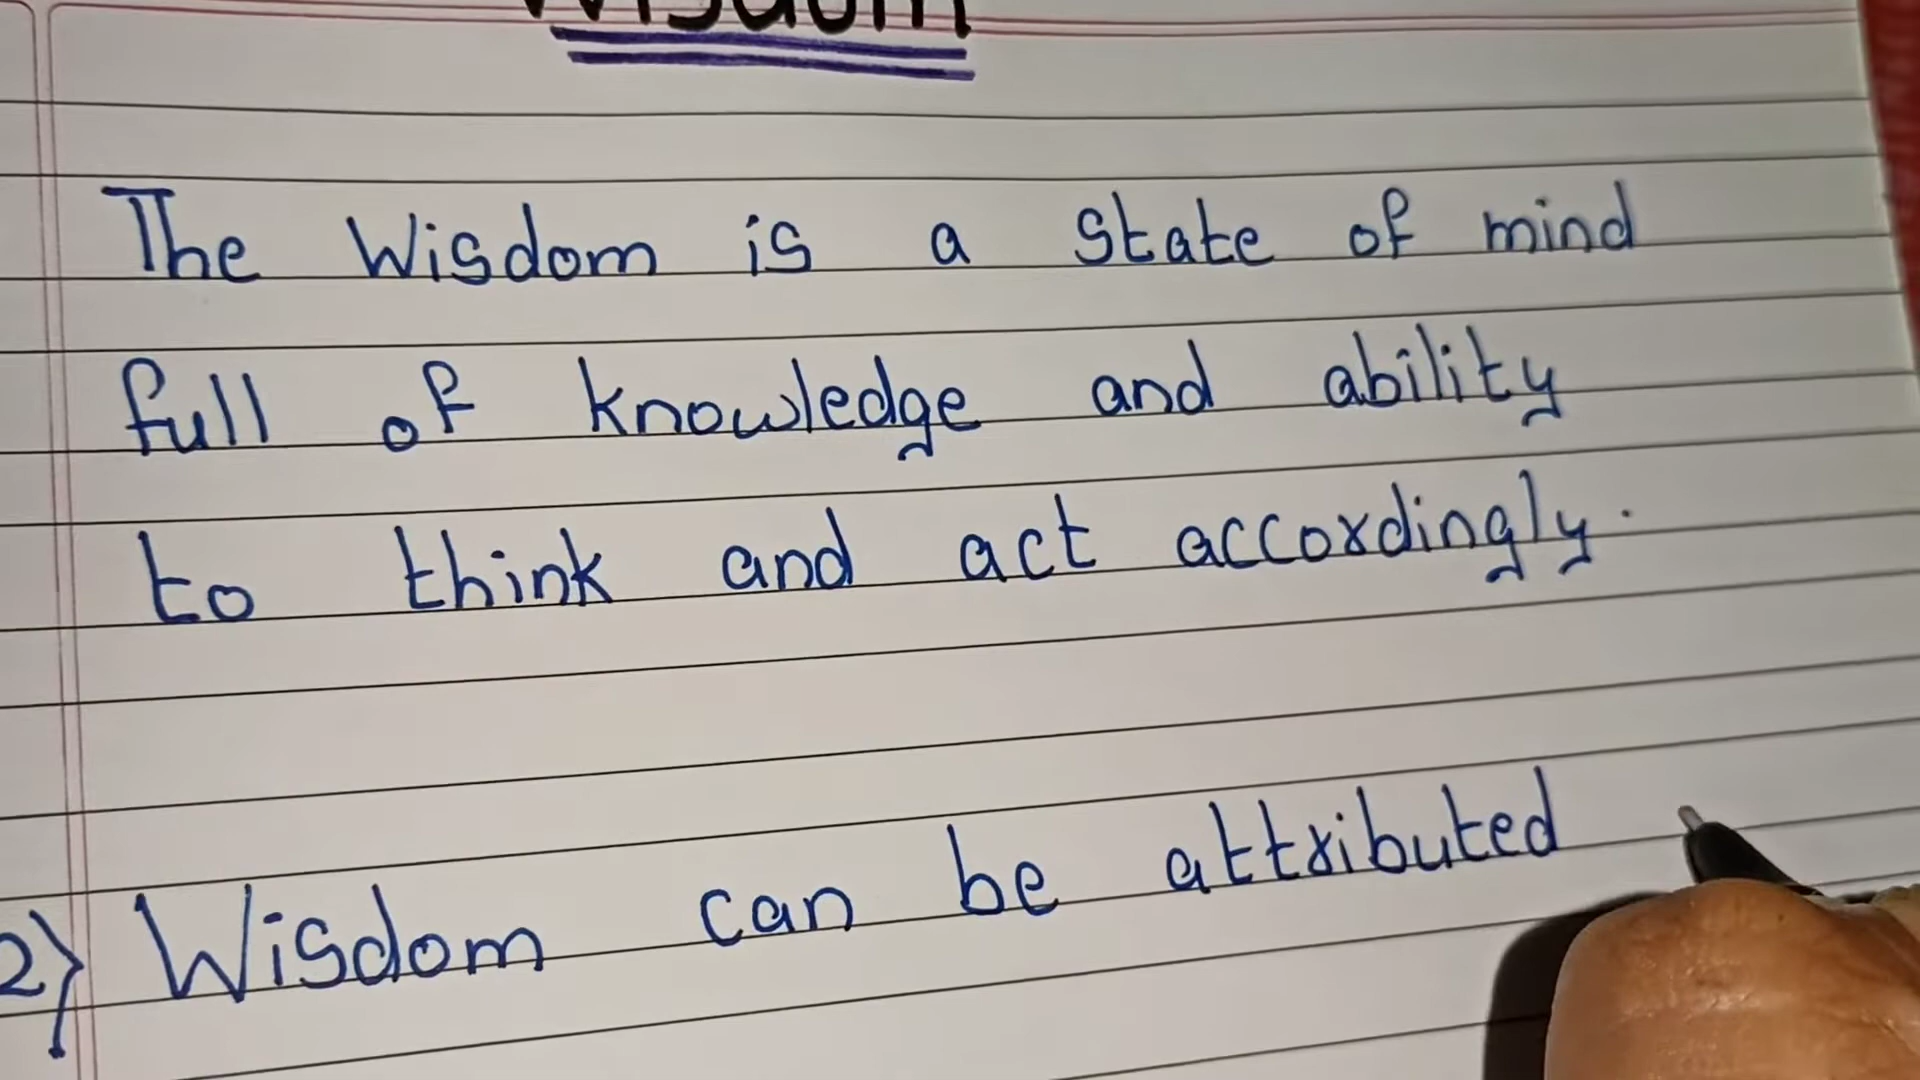 Wisdom
The Wisdom is a state of mind
full of knowledge and ability
to think and act accordingly.
2) Wisdom can be attributed